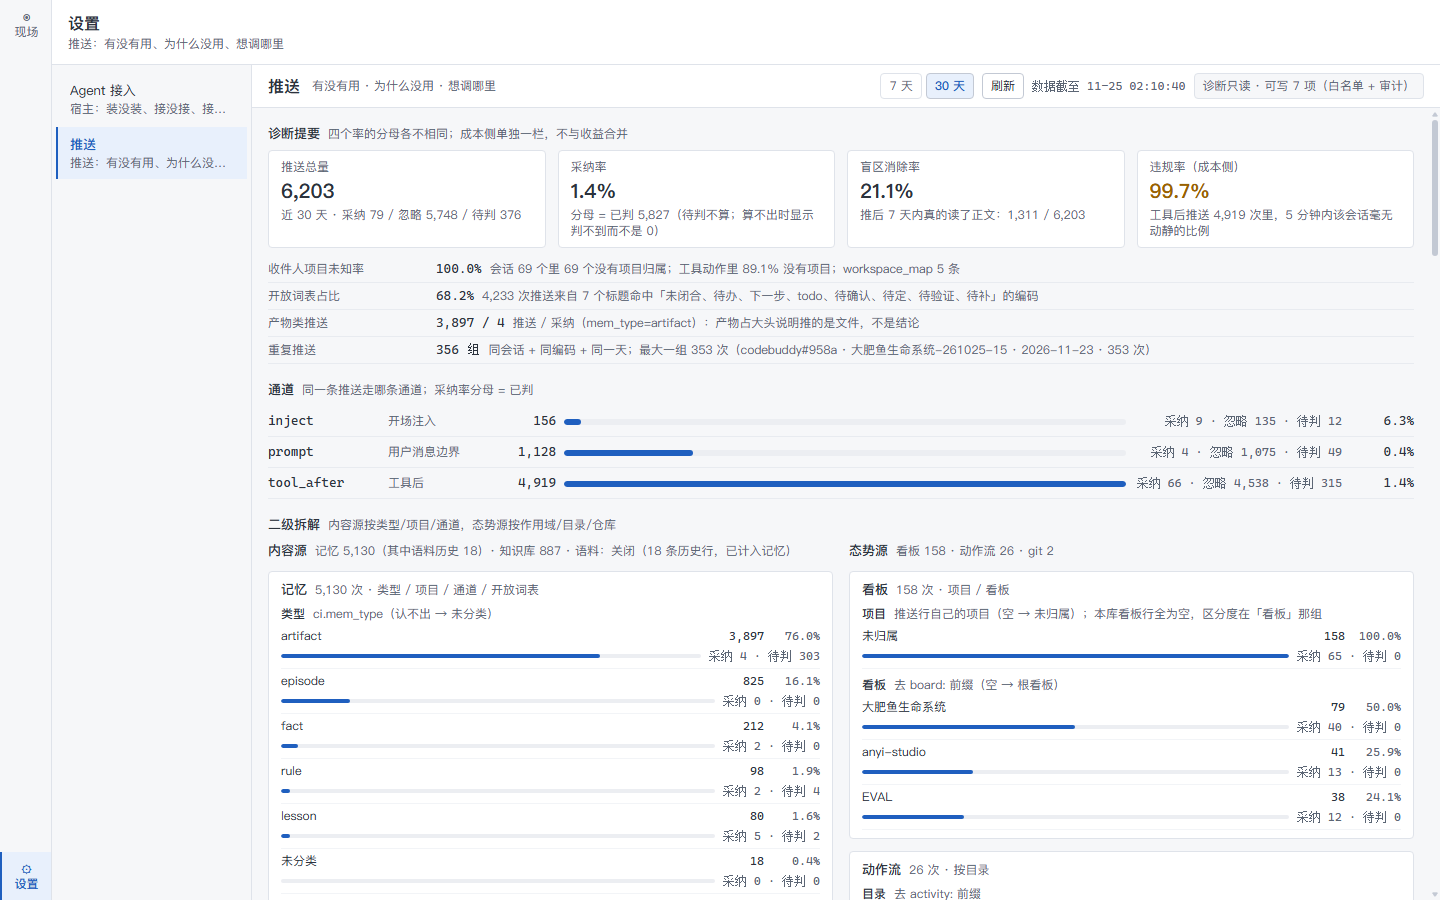 现场
设置
推送：有没有用、为什么没用、想调哪里
Agent 接入
宿主：装没装、接没接、接...
推送
推送：有没有用、为什么没...
设置
推送 有没有用 · 为什么没用 · 想调哪里 7 天 30 天 刷新 数据截至 11-25 02:10:40 诊断只读 · 可写 7 项（白名单 + 审计）
诊断提要 四个率的分母各不相同；成本侧单独一栏，不与收益合并
推送总量
6,203
近 30 天 · 采纳 79 / 忽略 5,748 / 待判 376
采纳率
1.4%
分母 = 已判 5,827（待判不算；算不出时显示
判不到而不是 0）
盲区消除率
21.1%
推后 7 天内真的读了正文：1,311 / 6,203
违规率（成本侧）
99.7%
工具后推送 4,919 次里，5 分钟内该会话毫无
动静的比例
收件人项目未知率 100.0% 会话 69 个里 69 个没有项目归属；工具动作里 89.1% 没有项目；workspace_map 5 条
开放词表占比 68.2% 4,233 次推送来自 7 个标题命中「未闭合、待办、下一步、todo、待确认、待定、待验证、待补」的编码
产物类推送 3,897 / 4 推送 / 采纳（mem_type=artifact）：产物占大头说明推的是文件，不是结论
重复推送 356 组 同会话 + 同编码 + 同一天；最大一组 353 次（codebuddy#958a · 大肥鱼生命系统-261025-15 · 2026-11-23 · 353 次）
通道 同一条推送走哪条通道；采纳率分母 = 已判
inject 开场注入 156 采纳 9 · 忽略 135 · 待判 12 6.3%
prompt 用户消息边界 1,128 采纳 4 · 忽略 1,075 · 待判 49 0.4%
tool_after 工具后 4,919 采纳 66 · 忽略 4,538 · 待判 315 1.4%
二级拆解 内容源按类型/项目/通道，态势源按作用域/目录/仓库
内容源 记忆 5,130（其中语料历史 18）· 知识库 887 · 语料：关闭（18 条历史行，已计入记忆）
记忆 5,130 次 · 类型 / 项目 / 通道 / 开放词表
类型 ci.mem_type（认不出 → 未分类）
artifact 3,897 76.0%
采纳 4 · 待判 303
episode 825 16.1%
采纳 0 · 待判 0
fact 212 4.1%
采纳 2 · 待判 0
rule 98 1.9%
采纳 2 · 待判 4
lesson 80 1.6%
采纳 5 · 待判 2
未分类 18 0.4%
采纳 0 · 待判 0
态势源 看板 158 · 动作流 26 · git 2
看板 158 次 · 项目 / 看板
项目 推送行自己的项目（空 → 未归属）；本库看板行全为空，区分度在「看板」那组
未归属 158 100.0%
采纳 65 · 待判 0
看板 去 board: 前缀（空 → 根看板）
大肥鱼生命系统 79 50.0%
采纳 40 · 待判 0
anyi-studio 41 25.9%
采纳 13 · 待判 0
EVAL 38 24.1%
采纳 12 · 待判 0
动作流 26 次 · 按目录
目录 去 activity: 前缀